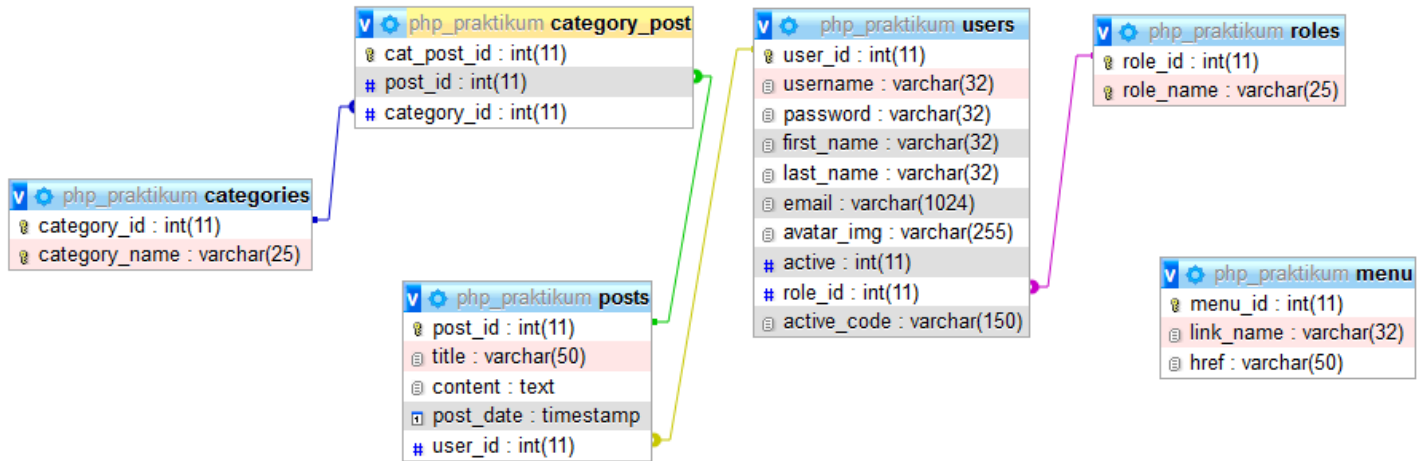 v php_praktikum category_post
cat_post_id : int(11)
# post_id : int(11)
# category_id : int(11)
v php_praktikum users
user_id : int(11)
username : varchar(32)
password : varchar(32)
first_name : varchar(32)
last_name : varchar(32)
email : varchar(1024)
avatar_img : varchar(255)
# active : int(11)
# role_id : int(11)
active_code : varchar(150)
v php_praktikum roles
role_id : int(11)
role_name : varchar(25)
v php_praktikum categories
category_id : int(11)
category_name : varchar(25)
v php_praktikum posts
post_id : int(11)
title : varchar(50)
content : text
post_date : timestamp
# user_id : int(11)
v php_praktikum menu
menu_id : int(11)
link_name : varchar(32)
href : varchar(50)